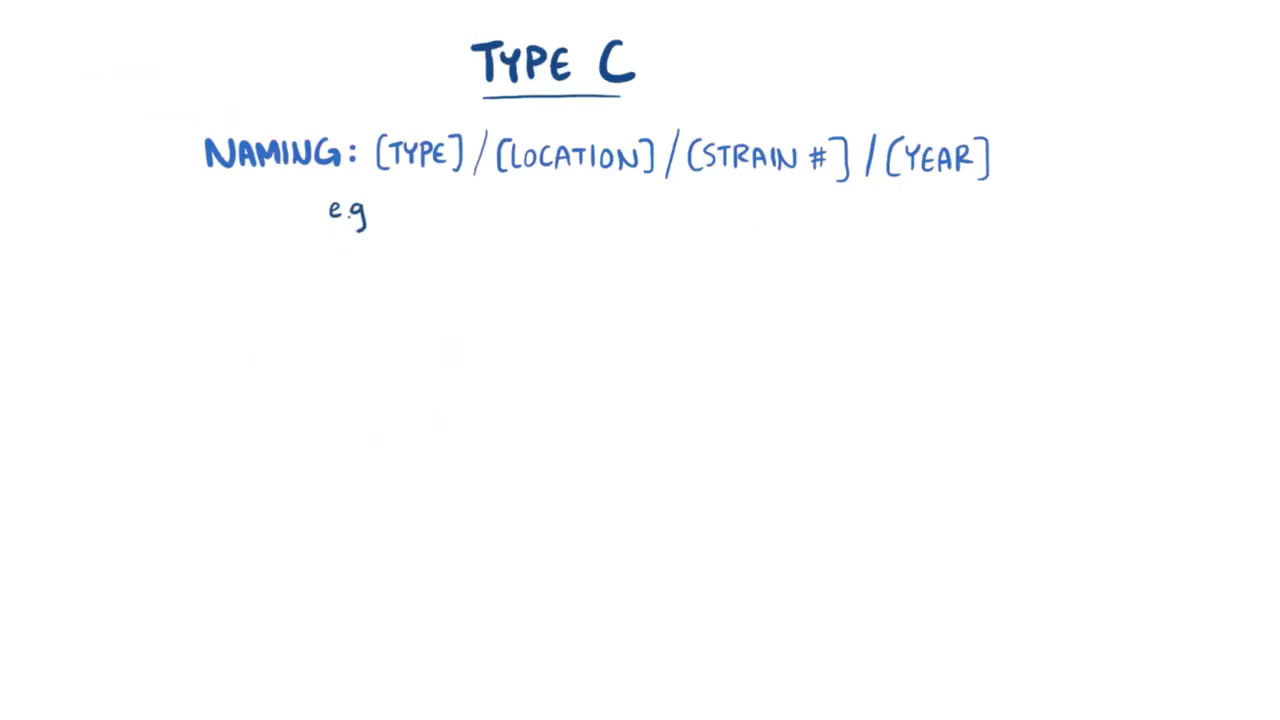 TYPE C
NAMING: [TYPE] / [LOCATION] / [STRAIN #] / [YEAR]
e.g